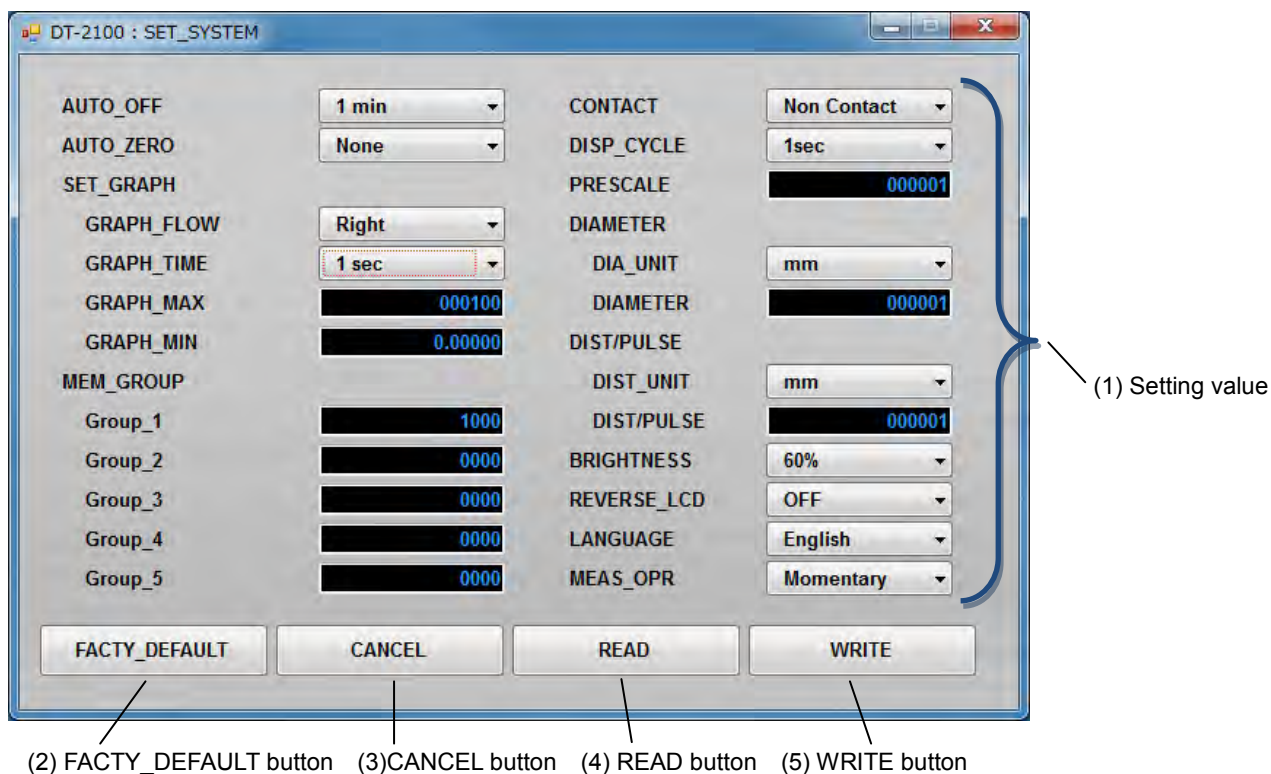 DT-2100 : SET_SYSTEM
AUTO_OFF 1 min CONTACT Non Contact
AUTO_ZERO None DISP_CYCLE 1sec
SET_GRAPH PRESCALE 000001
GRAPH_FLOW Right DIAMETER
GRAPH_TIME 1 sec DIA_UNIT mm
GRAPH_MAX 000100 DIAMETER 000001
GRAPH_MIN 0.00000 DIST/PULSE
MEM_GROUP DIST_UNIT mm
(1) Setting value
Group_1 1000 DIST/PULSE 000001
Group_2 0000 BRIGHTNESS 60%
Group_3 0000 REVERSE_LCD OFF
Group_4 0000 LANGUAGE English
Group_5 0000 MEAS_OPR Momentary
FACTY_DEFAULT CANCEL READ WRITE
(2) FACTY_DEFAULT button (3)CANCEL button (4) READ button (5) WRITE button